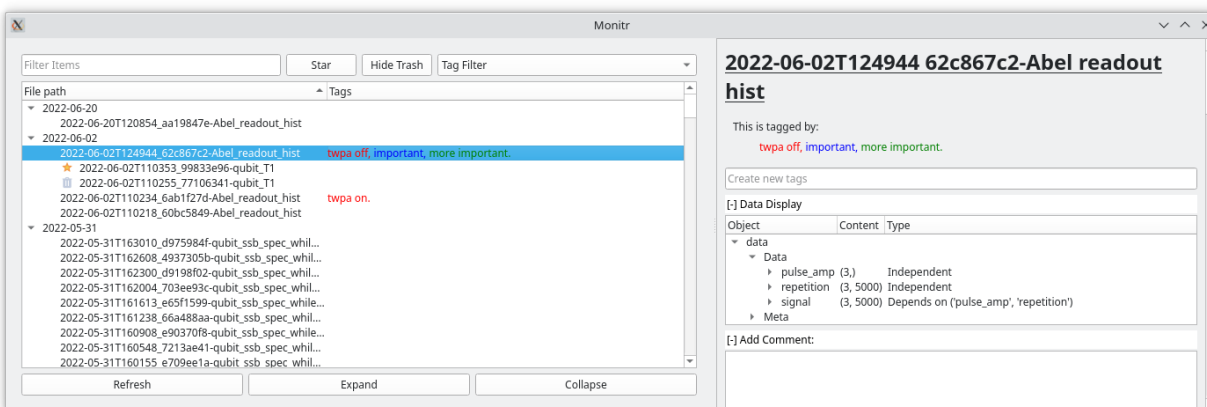 Monitr
Filter Items
Star
Hide Trash
Tag Filter
File path
Tags
2022-06-20
2022-06-20T120854_aa19847e-Abel_readout_hist
2022-06-02
2022-06-02T124944_62c867c2-Abel_readout_hist twpa off, important, more important.
2022-06-02T110353_99833e96-qubit_T1
2022-06-02T110255_77106341-qubit_T1
2022-06-02T110234_6ab1f27d-Abel_readout_hist twpa on.
2022-06-02T110218_60bc5849-Abel_readout_hist
2022-05-31
2022-05-31T163010_d975984f-qubit_ssb_spec_whil...
2022-05-31T162608_4937305b-qubit_ssb_spec_whil...
2022-05-31T162300_d9198f02-qubit_ssb_spec_whil...
2022-05-31T162004_703ee93c-qubit_ssb_spec_whil...
2022-05-31T161613_e65f1599-qubit_ssb_spec_while...
2022-05-31T161238_66a488aa-qubit_ssb_spec_whil...
2022-05-31T160908_e90370f8-qubit_ssb_spec_while...
2022-05-31T160548_7213ae41-qubit_ssb_spec_whil...
2022-05-31T160155_e709ee1a-qubit_ssb_spec_whil...
Refresh
Expand
Collapse
2022-06-02T124944 62c867c2-Abel readout
hist
This is tagged by:
twpa off, important, more important.
Create new tags
[-] Data Display
Object Content Type
data
Data
pulse_amp (3,) Independent
repetition (3, 5000) Independent
signal (3, 5000) Depends on ('pulse_amp', 'repetition')
Meta
[-] Add Comment: